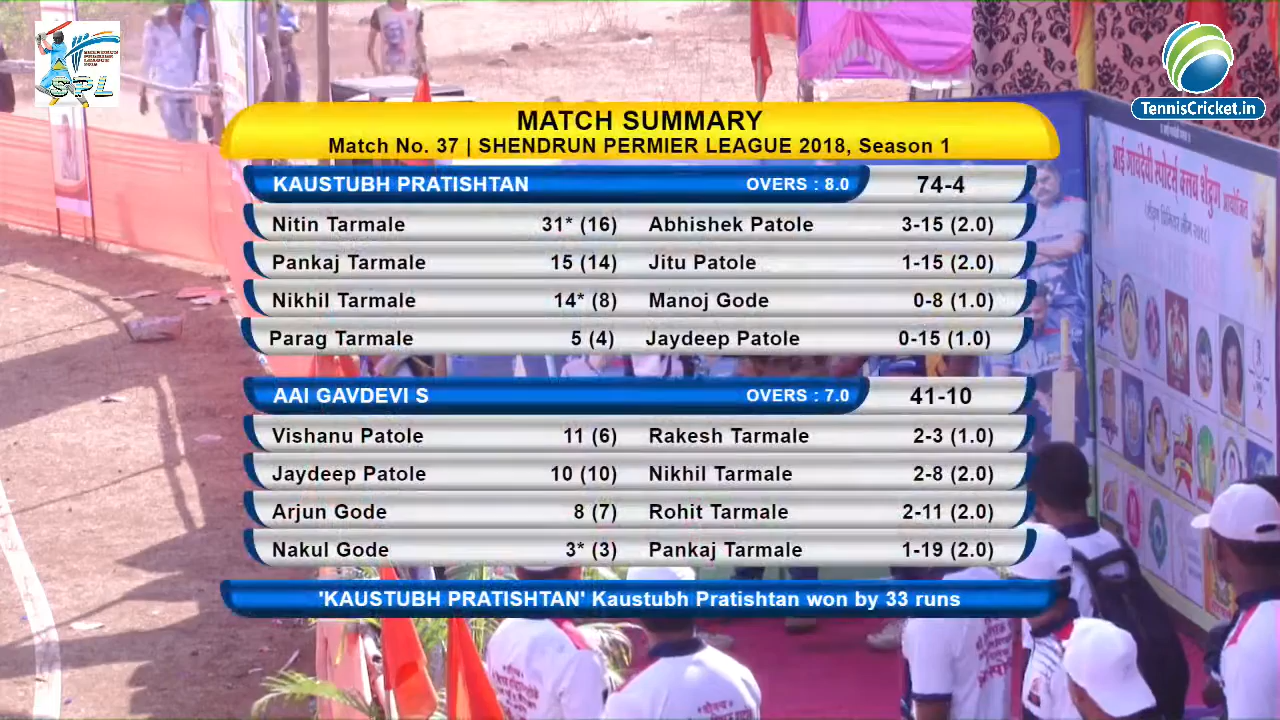 SPL
TennisCricket.in
MATCH SUMMARY
Match No. 37 | SHENDRUN PERMIER LEAGUE 2018, Season 1
KAUSTUBH PRATISHTAN OVERS : 8.0 74-4
Nitin Tarmale 31* (16) Abhishek Patole 3-15 (2.0)
Pankaj Tarmale 15 (14) Jitu Patole 1-15 (2.0)
Nikhil Tarmale 14* (8) Manoj Gode 0-8 (1.0)
Parag Tarmale 5 (4) Jaydeep Patole 0-15 (1.0)
AAI GAVDEVI S OVERS : 7.0 41-10
Vishanu Patole 11 (6) Rakesh Tarmale 2-3 (1.0)
Jaydeep Patole 10 (10) Nikhil Tarmale 2-8 (2.0)
Arjun Gode 8 (7) Rohit Tarmale 2-11 (2.0)
Nakul Gode 3* (3) Pankaj Tarmale 1-19 (2.0)
'KAUSTUBH PRATISHTAN' Kaustubh Pratishtan won by 33 runs
आई गावदेवी स्पोर्ट्स क्लब शेंद्रुण आयोजित